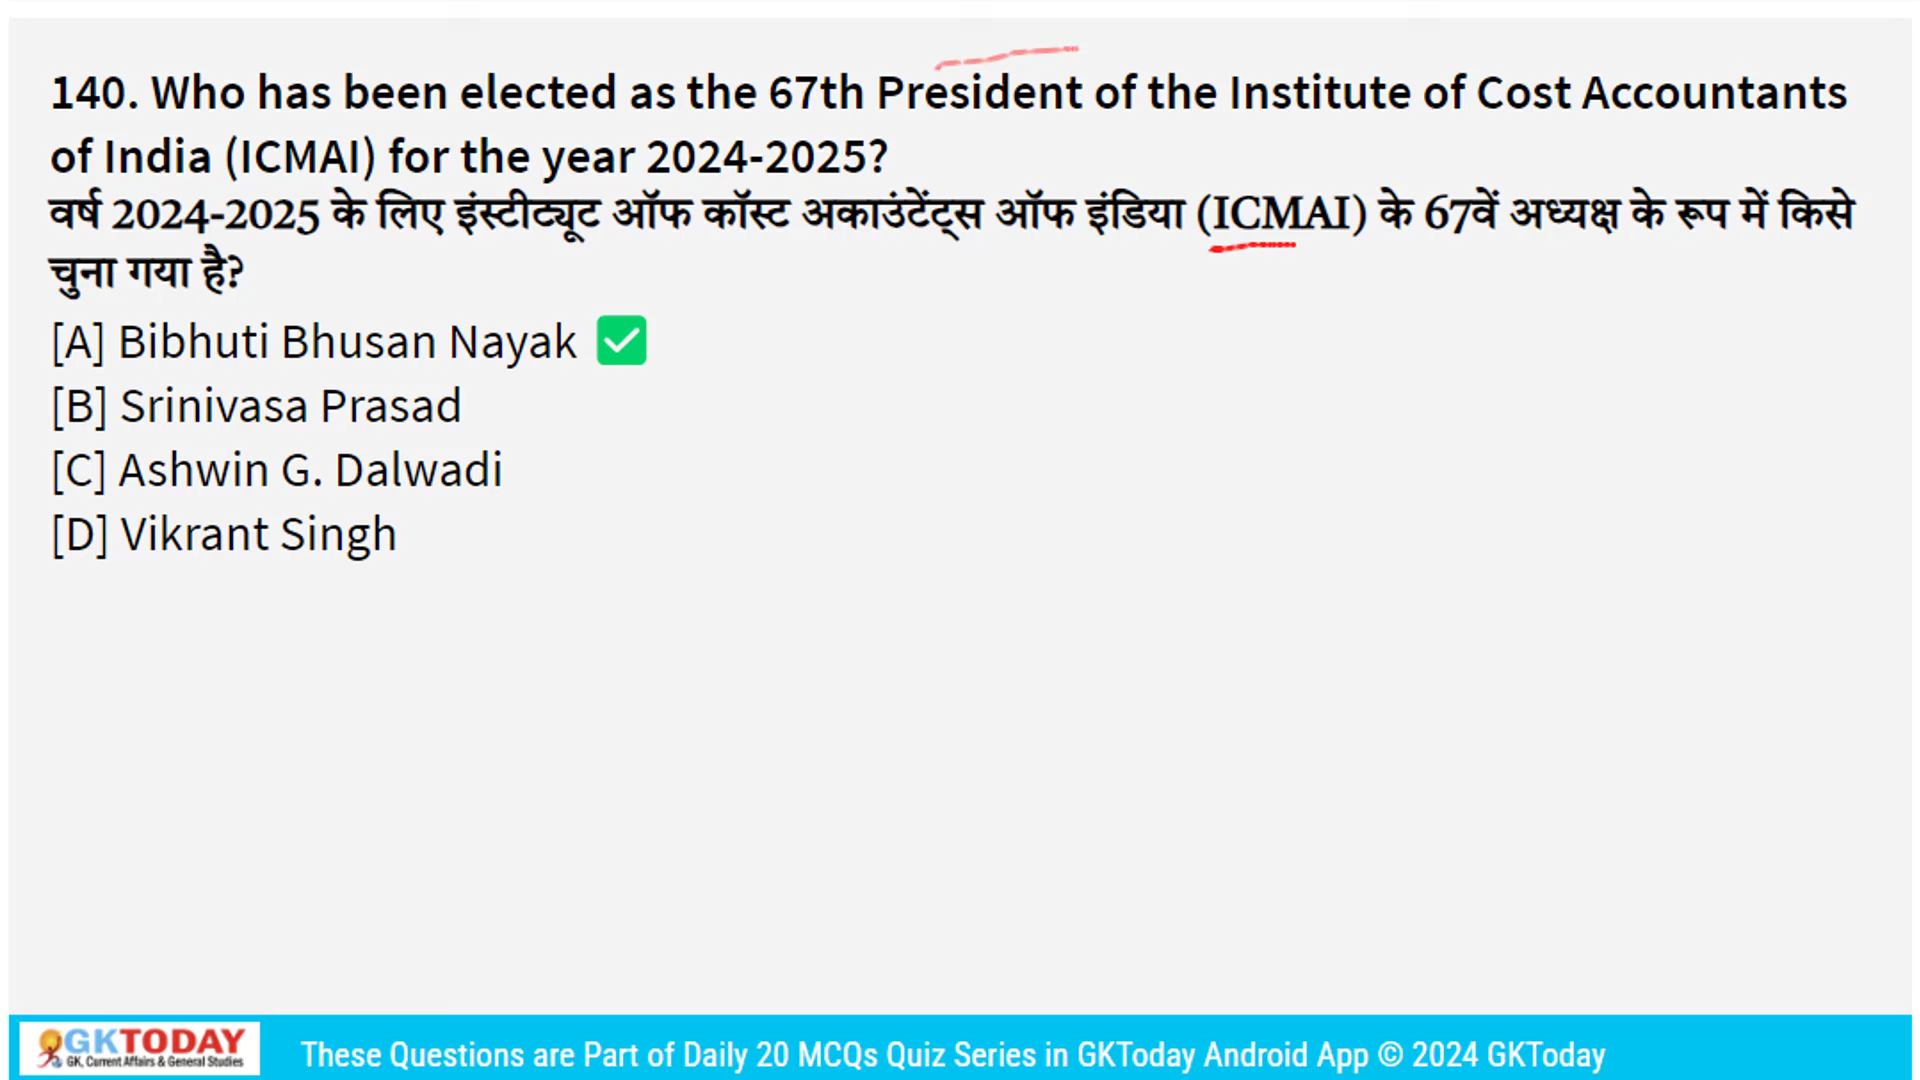 140. Who has been elected as the 67th President of the Institute of Cost Accountants
of India (ICMAI) for the year 2024-2025?
वर्ष 2024-2025 के लिए इंस्टीट्यूट ऑफ कॉस्ट अकाउंटेंट्स ऑफ इंडिया (ICMAI) के 67वें अध्यक्ष के रूप में किसे
चुना गया है?
[A] Bibhuti Bhusan Nayak ✅
[B] Srinivasa Prasad
[C] Ashwin G. Dalwadi
[D] Vikrant Singh
GKTODAY
GK, Current Affairs & General Studies
These Questions are Part of Daily 20 MCQs Quiz Series in GKToday Android App © 2024 GKToday